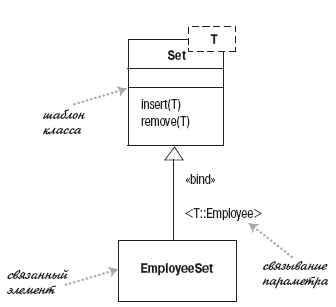 T
Set
insert(T)
remove(T)
шаблон
класса
«bind»
<T::Employee>
связанный
элемент
EmployeeSet
связывание
параметра